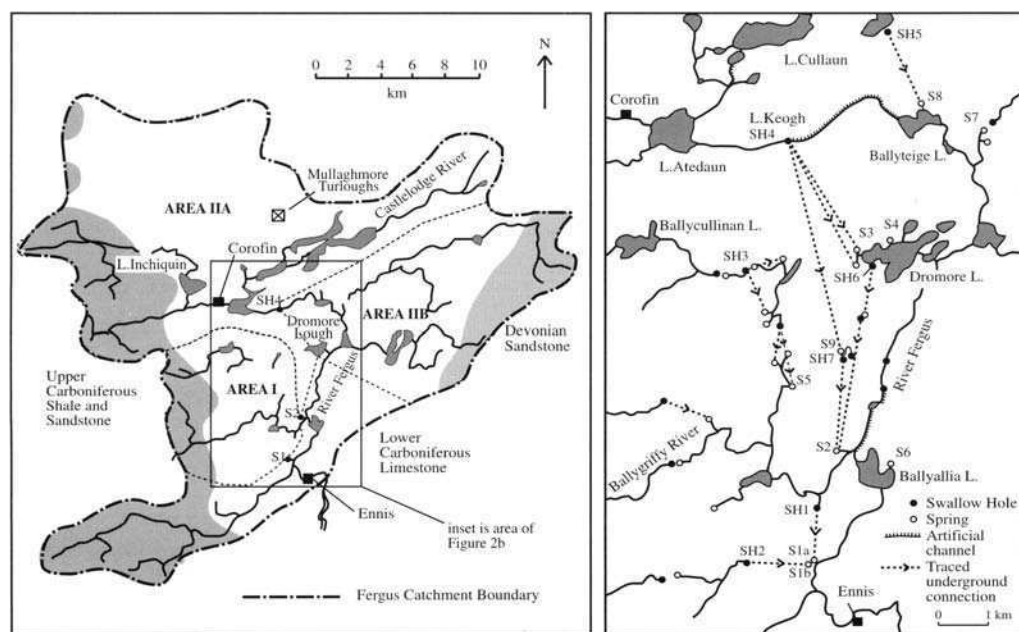 0 2 4 6 8 10
km
N
Mullaghmore
Turloughs
Castlelodge River
AREA IIA
Corofin
L.Inchiquin
SH4
AREA IIB
Dromore
Lough
Devonian
Sandstone
River Fergus
AREA I
Upper
Carboniferous
Shale and
Sandstone
S2
Lower
Carboniferous
Limestone
S1
Ennis
inset is area of
Figure 2b
Fergus Catchment Boundary
SH5
L.Cullaun
S8
Corofin
L.Keogh
SH4
S7
L.Atedaun
Ballyteige L.
Ballycullinan L.
S3
S4
SH3
SH6
Dromore L.
S9
SH7
River Fergus
S5
Ballygriffy River
S2
S6
Ballyallia L.
SH1
Swallow Hole
Spring
Artificial
channel
SH2
S1a
S1b
Traced
underground
connection
Ennis
0 1 km